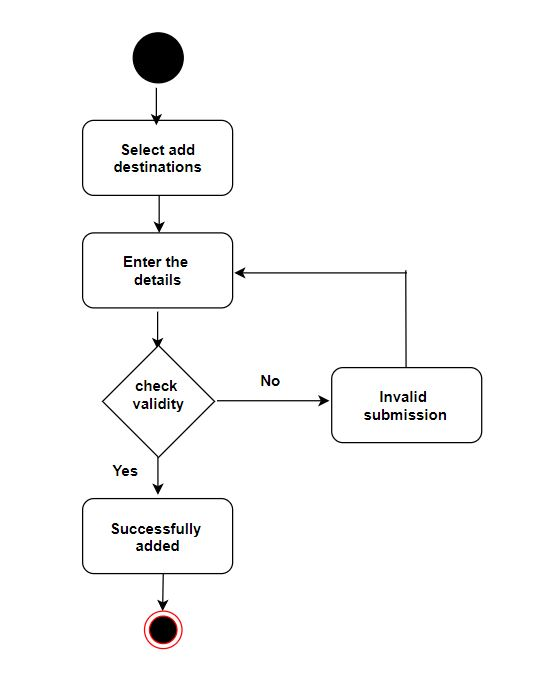 Select add
destinations
Enter the
details
check
validity
No
Invalid
submission
Yes
Successfully
added